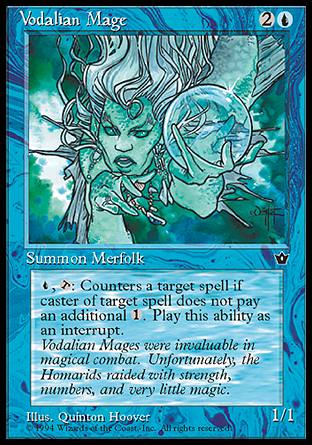 Vodalian Mage 2
Summon Merfolk
, : Counters a target spell if
caster of target spell does not pay
an additional 1. Play this ability as
an interrupt.
Vodalian Mages were invaluable in
magical combat. Unfortunately, the
Homarids raided with strength,
numbers, and very little magic.
Illus. Quinton Hoover 1/1
©1994 Wizards of the Coast, Inc. All rights reserved.